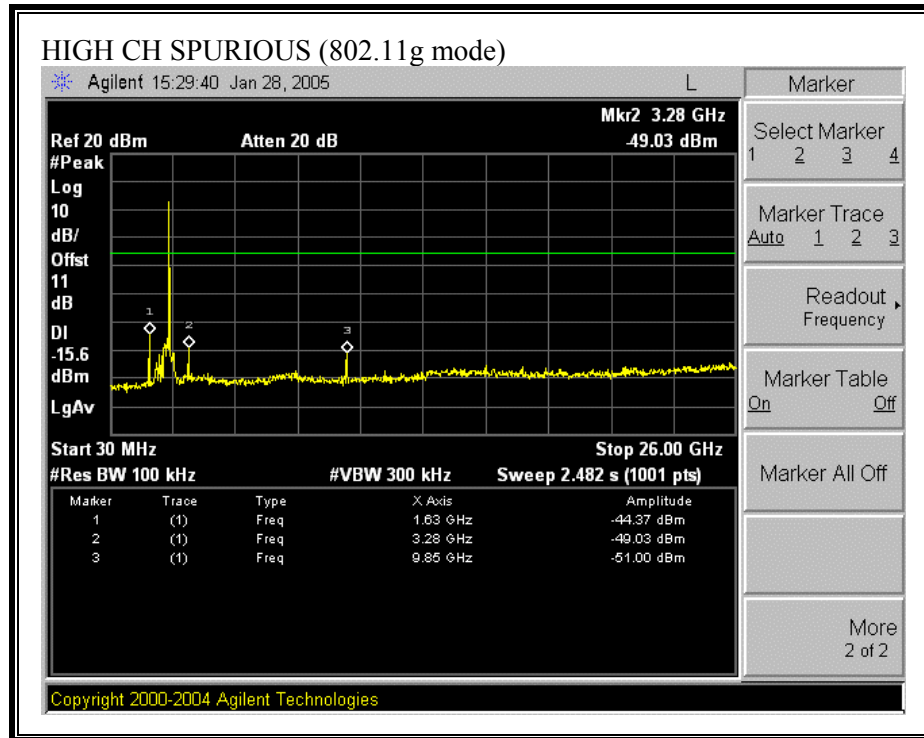 HIGH CH SPURIOUS (802.11g mode)
Agilent 15:29:40 Jan 28, 2005 L
Mkr2 3.28 GHz
Ref 20 dBm Atten 20 dB -49.03 dBm
#Peak
Log
10
dB/
Offst
11
dB
DI
-15.6
dBm
LgAv
1
2
3
Start 30 MHz Stop 26.00 GHz
#Res BW 100 kHz #VBW 300 kHz Sweep 2.482 s (1001 pts)
Marker Trace Type X Axis Amplitude
1 (1) Freq 1.63 GHz -44.37 dBm
2 (1) Freq 3.28 GHz -49.03 dBm
3 (1) Freq 9.85 GHz -51.00 dBm
Marker
Select Marker
1 2 3 4
Marker Trace
Auto 1 2 3
Readout
Frequency
Marker Table
On Off
Marker All Off
More
2 of 2
Copyright 2000-2004 Agilent Technologies